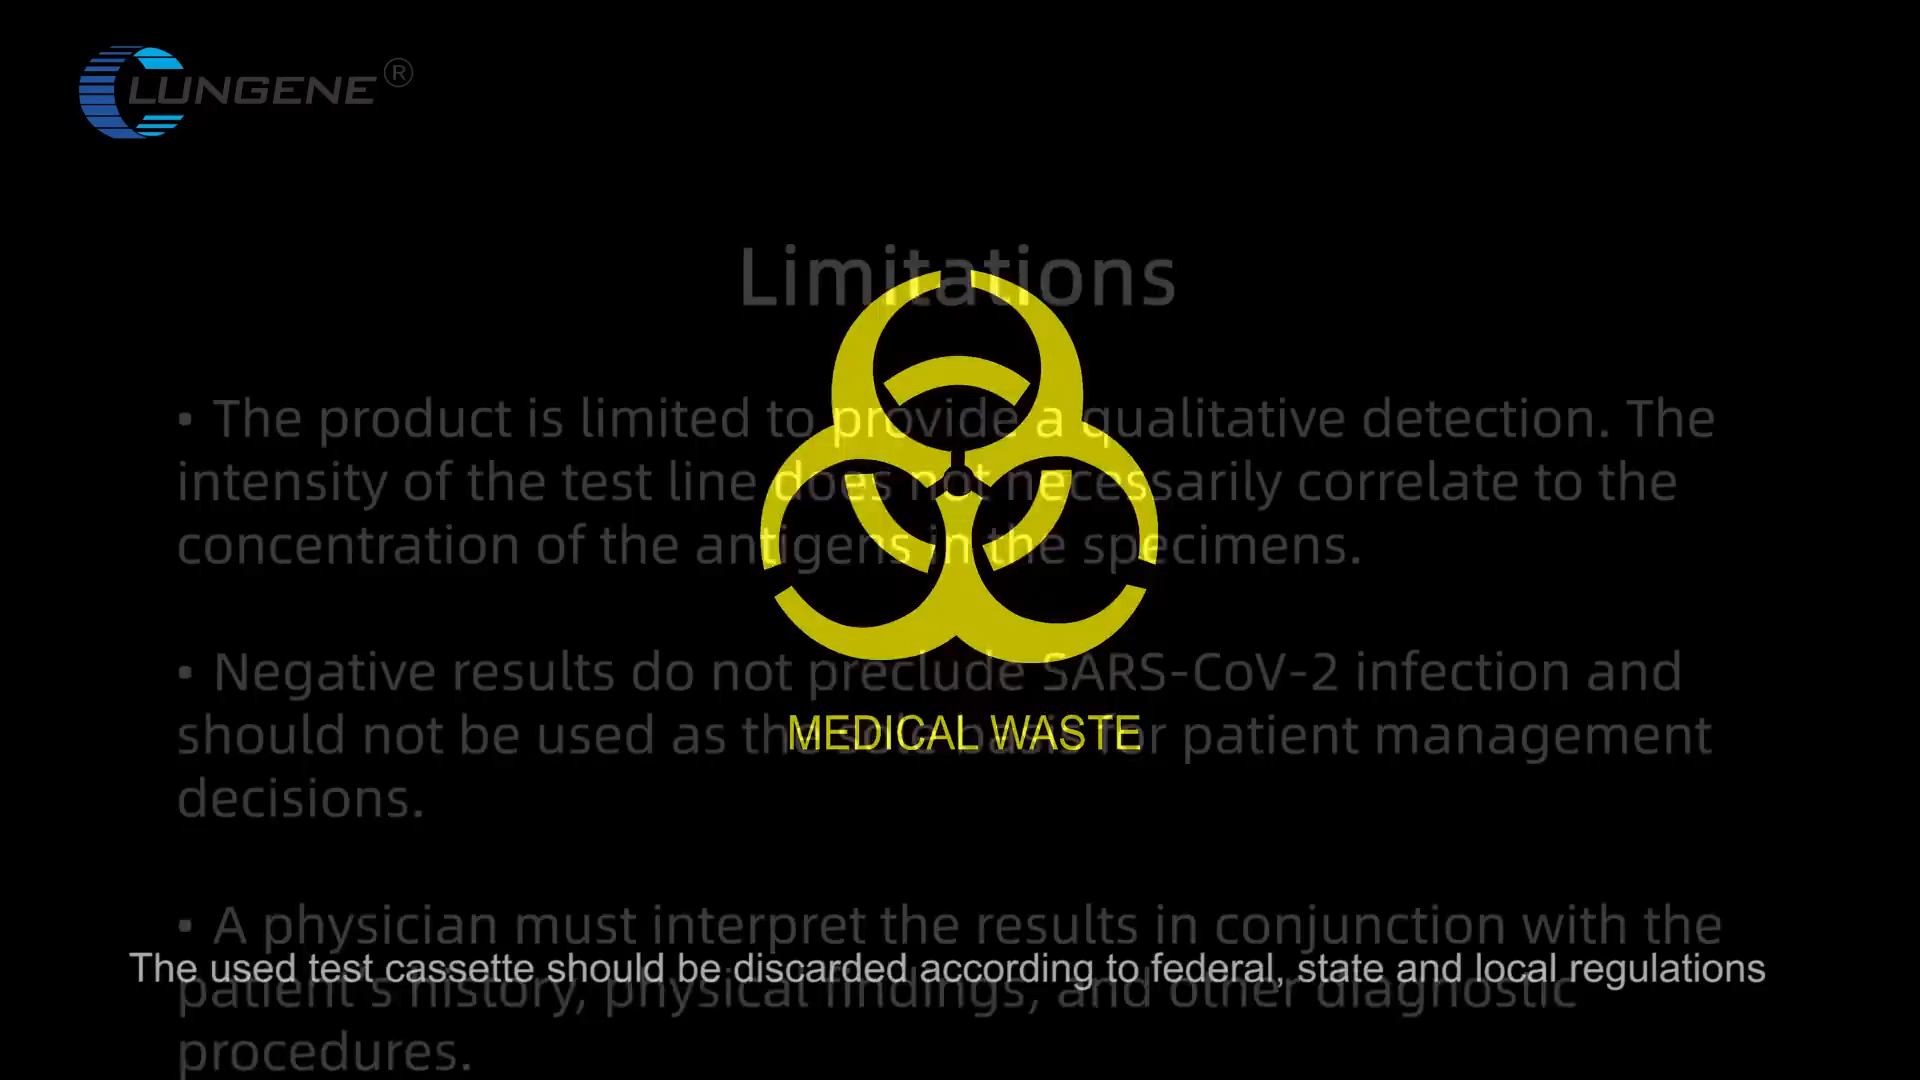 LUNGENE®
Limitations
• The product is limited to provide a qualitative detection. The
intensity of the test line does not necessarily correlate to the
concentration of the antigens in the specimens.
• Negative results do not preclude SARS-CoV-2 infection and
should not be used as the sole basis for patient management
decisions.
MEDICAL WASTE
• A physician must interpret the results in conjunction with the
patient's history, physical findings, and other diagnostic
procedures.
The used test cassette should be discarded according to federal, state and local regulations